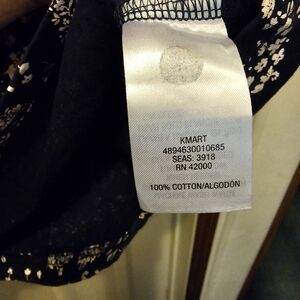 KMART
4894630010685
SEAS: 3918
RN 42000
100% COTTON/ALGODÓN